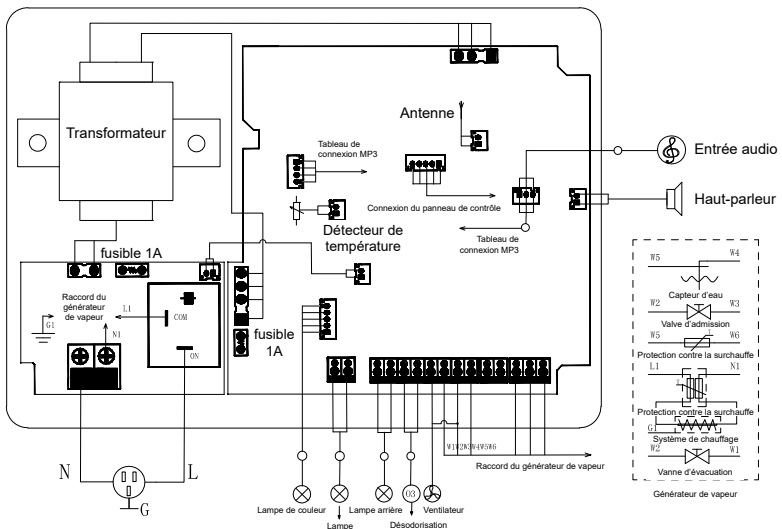 Transformateur
Antenne
Tableau de
connexion MP3
Connexion du panneau de contrôle
Entrée audio
Haut-parleur
Détecteur de
température
Tableau de
connexion MP3
fusible 1A
Raccord du
générateur
de vapeur
G1
L1
N1
COM
ON
fusible
1A
W1W2W3W4W5W6
Raccord du générateur de vapeur
N
L
G
Lampe de couleur
Lampe
Lampe arrière
O3
Désodorisation
Ventilateur
W5
W4
Capteur d'eau
W2
W3
Valve d'admission
W5
W6
Protection contre la surchauffe
L1
N1
T
Protection contre la surchauffe
G1
Système de chauffage
W2
W1
Vanne d'évacuation
Générateur de vapeur